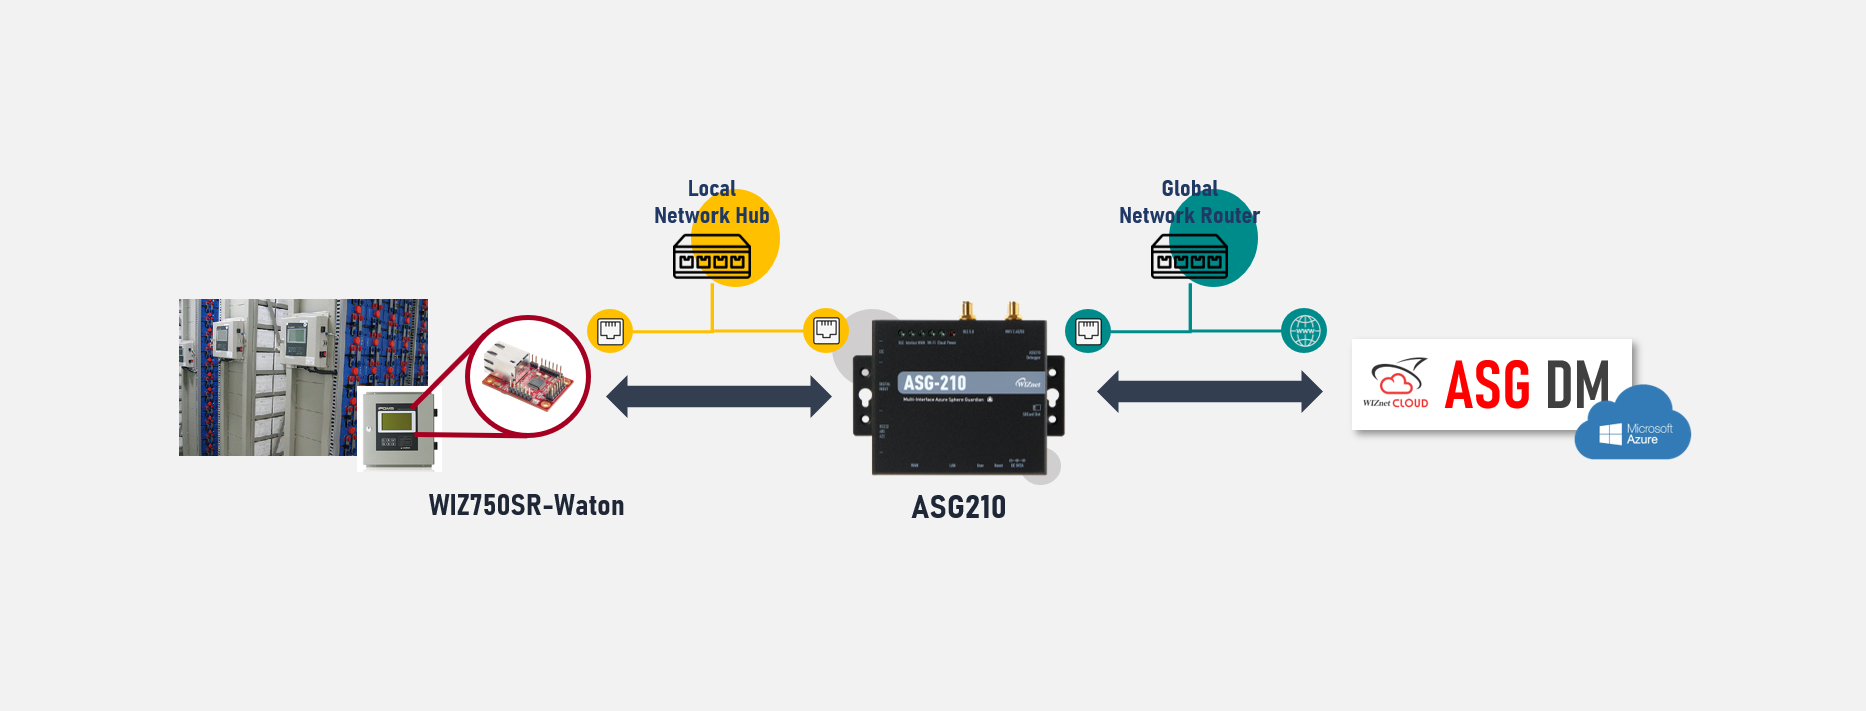 Local
Network Hub
Global
Network Router
WWW
ASG-210
WIZnet
Multi-Interface Azure Sphere Guardian
WIZnet CLOUD
ASG DM
Microsoft
Azure
WIZ750SR-Waton
ASG210